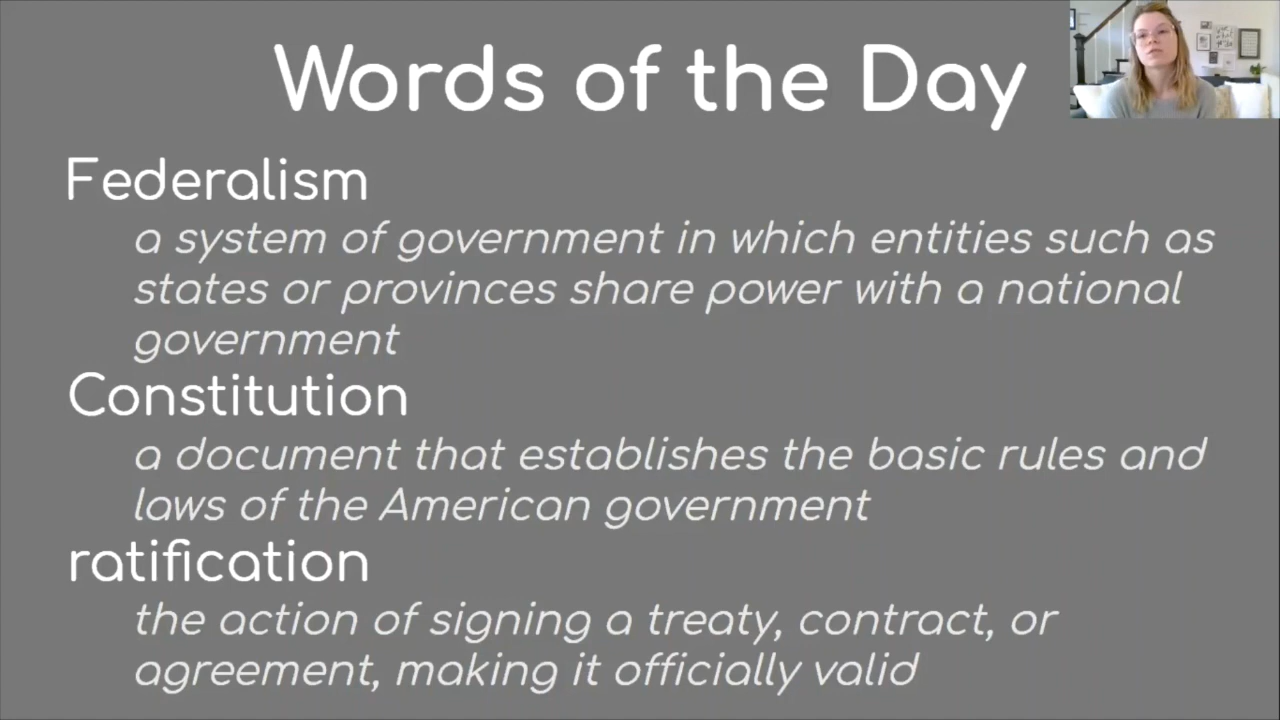 Words of the Day
Federalism
a system of government in which entities such as
states or provinces share power with a national
government
Constitution
a document that establishes the basic rules and
laws of the American government
ratification
the action of signing a treaty, contract, or
agreement, making it officially valid